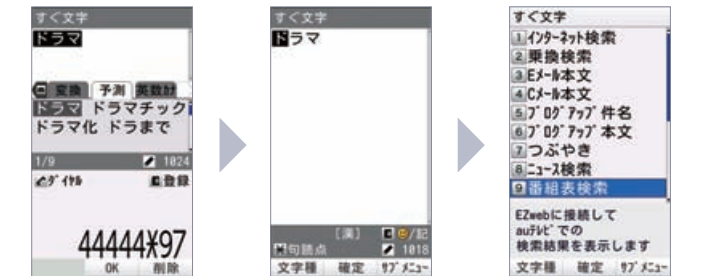 すぐ文字
ドラマ
変換 予測 英数カナ
ドラマ ドラマチック
ドラマ化 ドラまで
1/9 1024
ダイヤル 登録
44444*97
OK 削除
すぐ文字
ドラマ
[漢] /記
句読点 1018
文字種 確定 サブメニュー
すぐ文字
1 インターネット検索
2 乗換検索
3 Eメール本文
4 Cメール本文
5 ブログアップ件名
6 ブログアップ本文
7 つぶやき
8 ニュース検索
9 番組表検索
EZwebに接続して
auテレビでの
検索結果を表示します
文字種 確定 サブメニュー